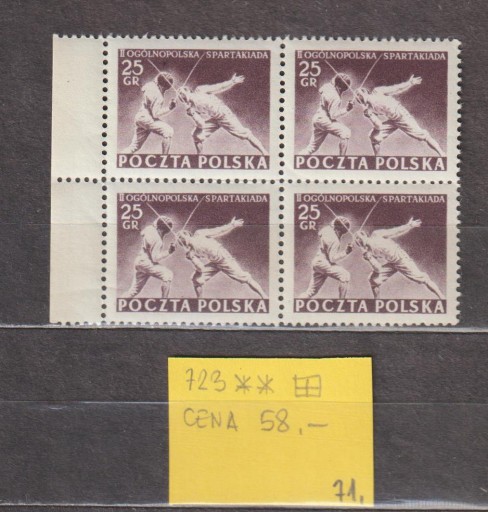 II OGÓLNOPOLSKA SPARTAKIADA
25
GR
POCZTA POLSKA
II OGÓLNOPOLSKA SPARTAKIADA
25
GR
POCZTA POLSKA
II OGÓLNOPOLSKA SPARTAKIADA
25
GR
POCZTA POLSKA
II OGÓLNOPOLSKA SPARTAKIADA
25
GR
POCZTA POLSKA
723 **
CENA 58,-
71.